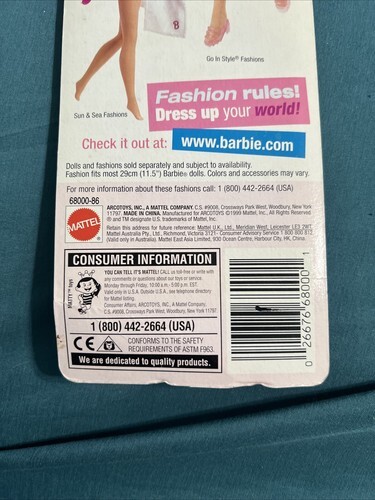 Go In Style® Fashions
Sun & Sea Fashions
Fashion rules!
Dress up your world!
Check it out at: www.barbie.com
Dolls and fashions sold separately and subject to availability.
Fashion fits most 29cm (11.5") Barbie® dolls. Colors and accessories may vary.
For more information about these fashions call: 1 (800) 442-2664 (USA)
68000-86
MATTEL
ARCOTOYS, INC., A MATTEL COMPANY. C.S. #9008, Crossways Park West, Woodbury, New York
11797. MADE IN CHINA. Manufactured for ARCOTOYS ©1999 Mattel, Inc., All Rights Reserved.
® and TM designate U.S. trademarks of Mattel, Inc.
Retain this address for future reference: Mattel U.K., Ltd., Meridian West, Leicester LE3 2WT.
Mattel Pty., Ltd., Richmond, Victoria 3121- Consumer Advisory Service 1 800 800 812
(Valid only in Australia). Mattel East Asia Limited, 930 Ocean Centre, Harbour City, HK, China
CONSUMER INFORMATION
YOU CAN TELL IT'S MATTEL! CALL us toll-free or write with
any comments or questions about our toys. Service operating
Monday through Friday, 10:00 a.m.- 5:00 p.m. EST.
Valid only in U.S.A. Outside U.S.A., see telephone directory
for Mattel listing.
Consumer Affairs, ARCOTOYS, INC., A Mattel Company,
C.S. #9008, Crossways Park West, Woodbury, New York 11797
1 (800) 442-2664 (USA)
CE CONFORMS TO THE SAFETY
REQUIREMENTS OF ASTM F963.
We are dedicated to quality products.
0 26676 68000 1